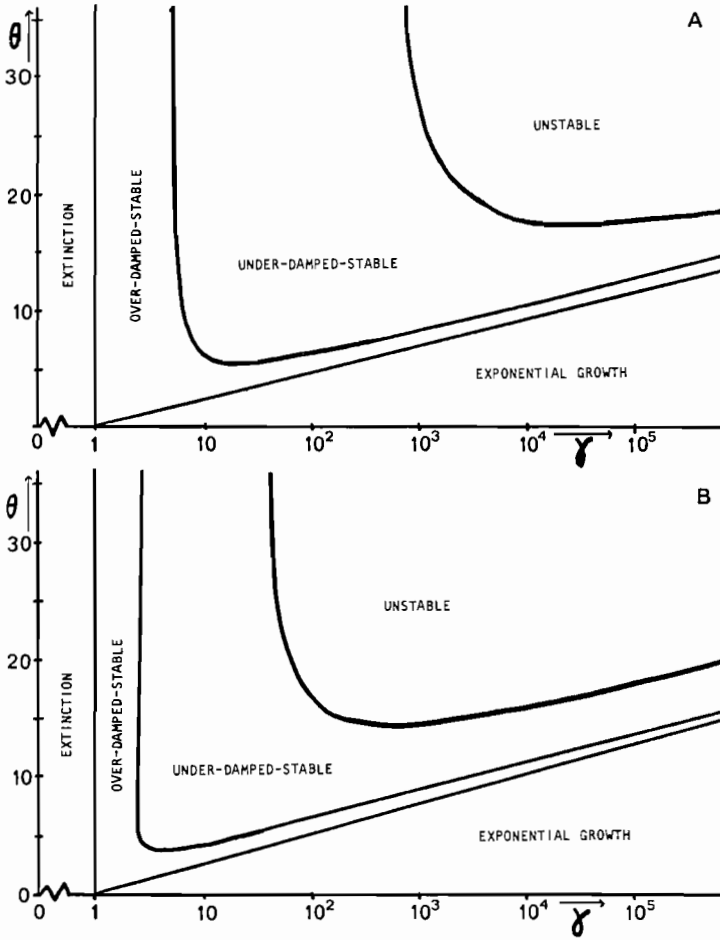 A
θ
30
20
10
0
EXTINCTION
OVER-DAMPED-STABLE
UNDER-DAMPED-STABLE
UNSTABLE
EXPONENTIAL GROWTH
1 10 10² 10³ 10⁴ 10⁵
γ
B
θ
30
20
10
0
EXTINCTION
OVER-DAMPED-STABLE
UNDER-DAMPED-STABLE
UNSTABLE
EXPONENTIAL GROWTH
0 1 10 10² 10³ 10⁴ 10⁵
γ